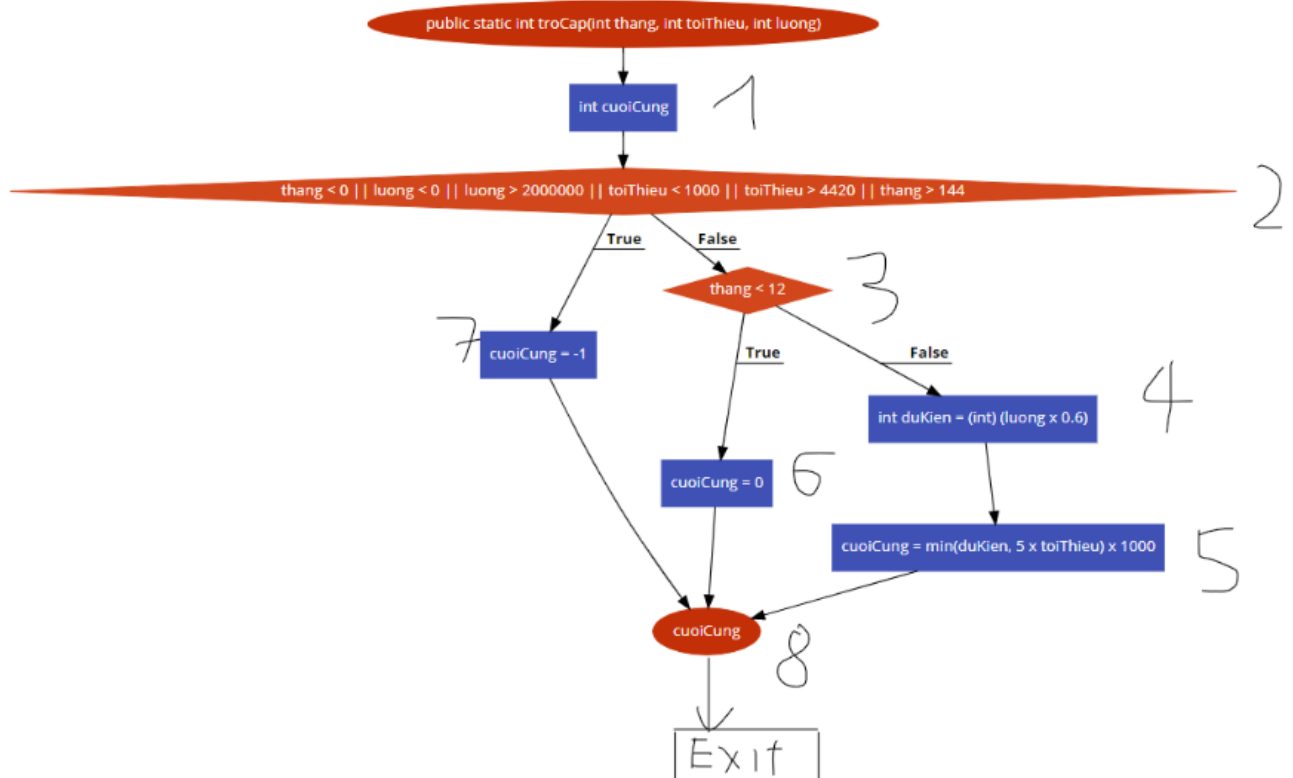 public static int troCap(int thang, int toiThieu, int luong)
int cuoiCung
1
thang < 0 || luong < 0 || luong > 2000000 || toiThieu < 1000 || toiThieu > 4420 || thang > 144
2
True
False
thang < 12
3
7
cuoiCung = -1
True
False
int duKien = (int) (luong x 0.6)
4
cuoiCung = 0
6
cuoiCung = min(duKien, 5 x toiThieu) x 1000
5
cuoiCung
8
Exit